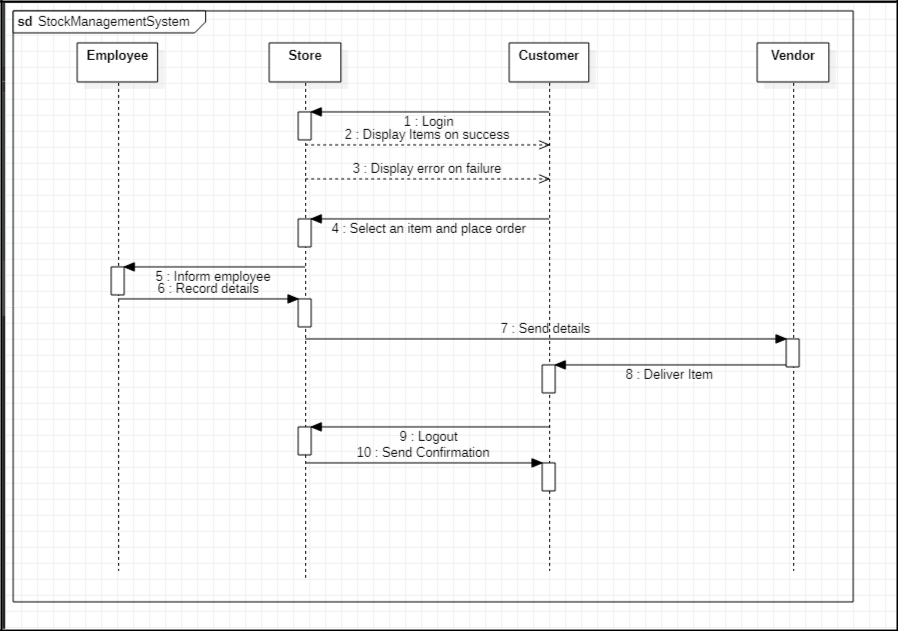 sd StockManagementSystem
Employee
Store
Customer
Vendor
1 : Login
2 : Display Items on success
3 : Display error on failure
4 : Select an item and place order
5 : Inform employee
6 : Record details
7 : Send details
8 : Deliver Item
9 : Logout
10 : Send Confirmation